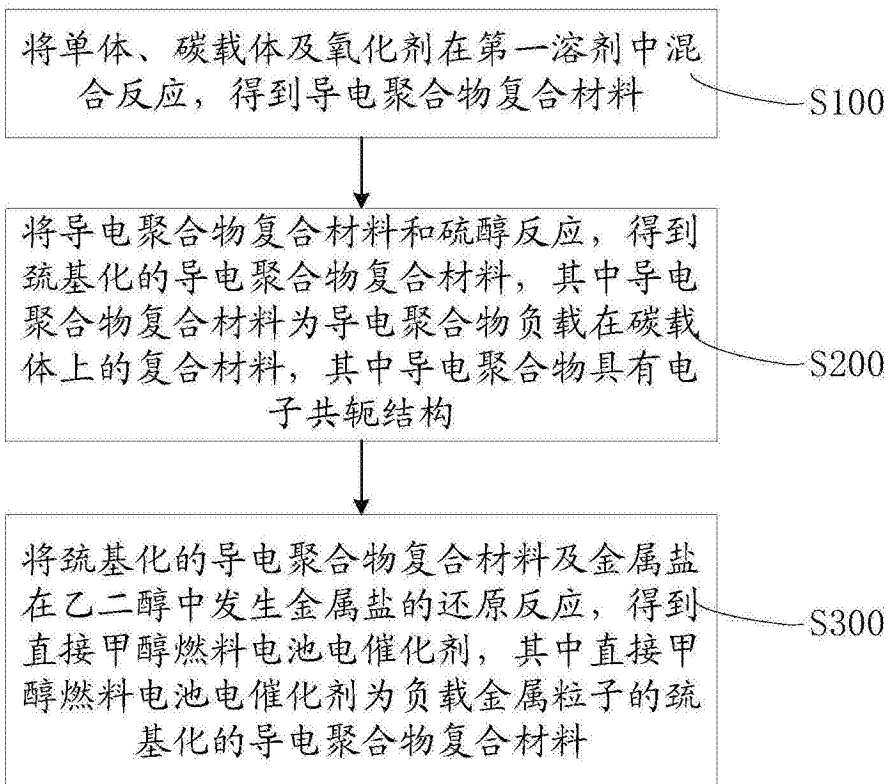 将单体、碳载体及氧化剂在第一溶剂中混
合反应，得到导电聚合物复合材料
S100
将导电聚合物复合材料和硫醇反应，得到
巯基化的导电聚合物复合材料，其中导电
聚合物复合材料为导电聚合物负载在碳载
体上的复合材料，其中导电聚合物具有电
子共轭结构
S200
将巯基化的导电聚合物复合材料及金属盐
在乙二醇中发生金属盐的还原反应，得到
直接甲醇燃料电池电催化剂，其中直接甲
醇燃料电池电催化剂为负载金属粒子的巯
基化的导电聚合物复合材料
S300